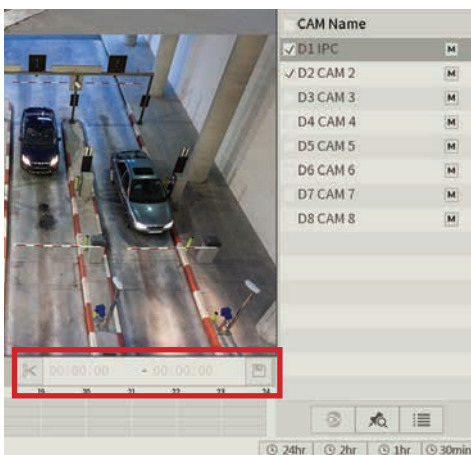 CAM Name
D1 IPC M
D2 CAM 2 M
D3 CAM 3 M
D4 CAM 4 M
D5 CAM 5 M
D6 CAM 6 M
D7 CAM 7 M
D8 CAM 8 M
00:00:00 - 00:00:00
19 20 21 22 23 24
24hr 2hr 1hr 30min